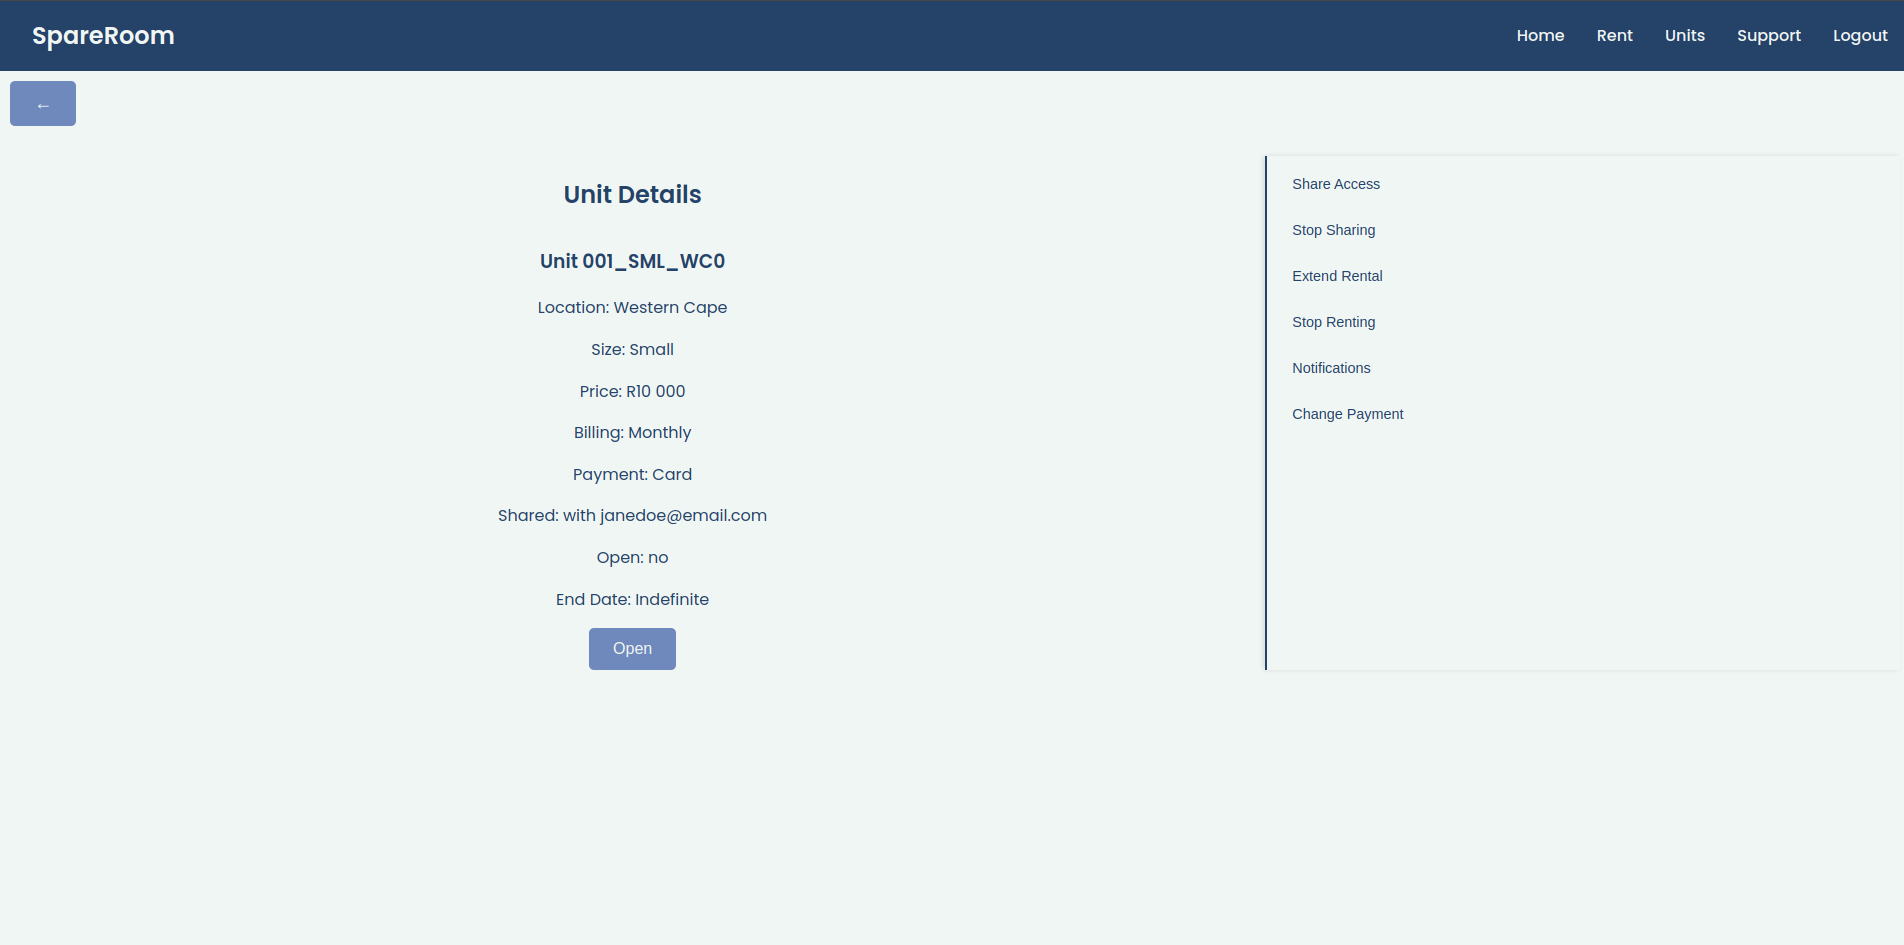 SpareRoom
Home Rent Units Support Logout
←
Unit Details
Unit 001_SML_WC0
Location: Western Cape
Size: Small
Price: R10 000
Billing: Monthly
Payment: Card
Shared: with janedoe@email.com
Open: no
End Date: Indefinite
Open
Share Access
Stop Sharing
Extend Rental
Stop Renting
Notifications
Change Payment